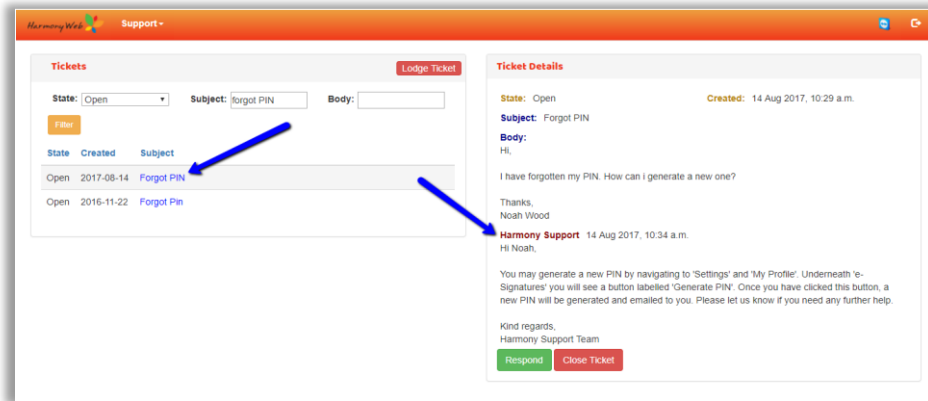 HarmonyWeb Support
Tickets Lodge Ticket
State: Open Subject: forgot PIN Body:
Filter
State Created Subject
Open 2017-08-14 Forgot PIN
Open 2016-11-22 Forgot Pin
Ticket Details
State: Open Created: 14 Aug 2017, 10:29 a.m.
Subject: Forgot PIN
Body:
Hi,
I have forgotten my PIN. How can i generate a new one?
Thanks,
Noah Wood
Harmony Support 14 Aug 2017, 10:34 a.m.
Hi Noah,
You may generate a new PIN by navigating to 'Settings' and 'My Profile'. Underneath 'e-
Signatures' you will see a button labelled 'Generate PIN'. Once you have clicked this button, a
new PIN will be generated and emailed to you. Please let us know if you need any further help.
Kind regards,
Harmony Support Team
Respond Close Ticket